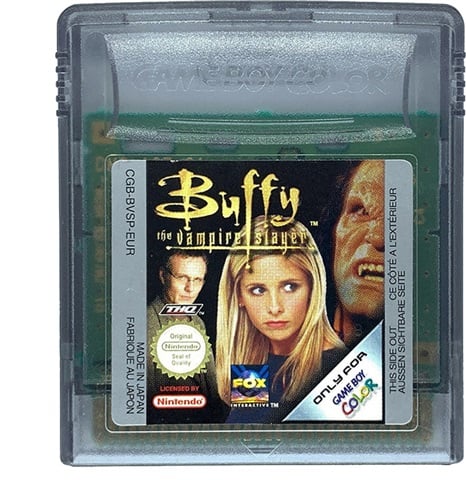 GAME BOY COLOR
CGB-BVSP-EUR
Buffy
the vampire slayer
TM
THQ
Original
Nintendo
Seal of
Quality
LICENSED BY
Nintendo
FOX
INTERACTIVE
ONLY FOR
GAME BOY
COLOR
MADE IN JAPAN
FABRIQUE AU JAPON
THIS SIDE OUT
CE CÔTÉ A L'EXTÉRIEUR
AUSSEN SICHTBARE SEITE